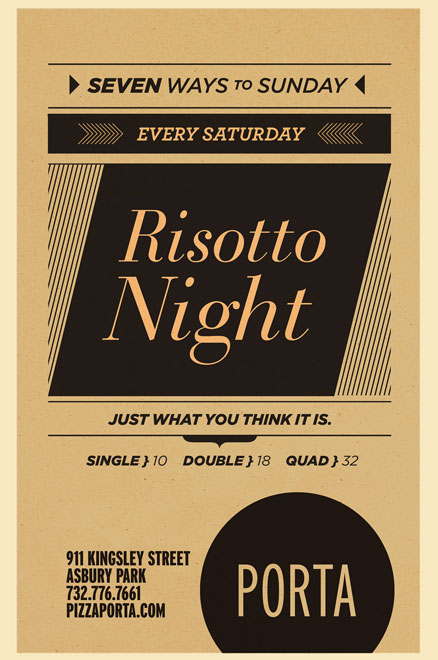 SEVEN WAYS TO SUNDAY
EVERY SATURDAY
Risotto
Night
JUST WHAT YOU THINK IT IS.
SINGLE } 10 DOUBLE } 18 QUAD } 32
911 KINGSLEY STREET
ASBURY PARK
732.776.7661
PIZZAPORTA.COM
PORTA